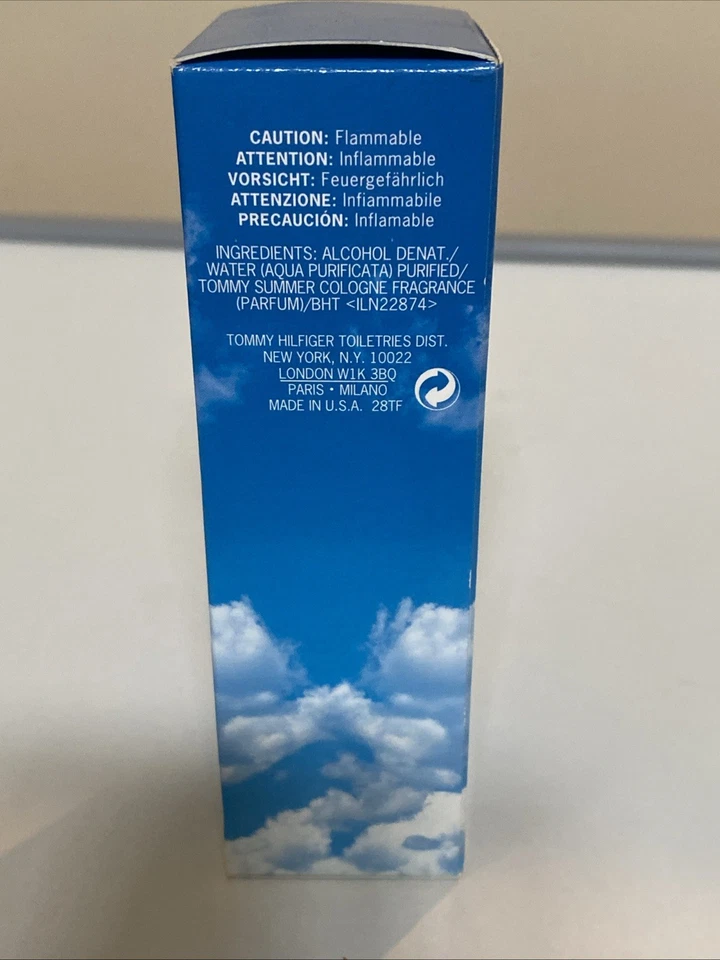 CAUTION: Flammable
ATTENTION: Inflammable
VORSICHT: Feuergefährlich
ATTENZIONE: Infiammabile
PRECAUCIÓN: Inflamable
INGREDIENTS: ALCOHOL DENAT./
WATER (AQUA PURIFICATA) PURIFIED/
TOMMY SUMMER COLOGNE FRAGRANCE
(PARFUM)/BHT <ILN22874>
TOMMY HILFIGER TOILETRIES DIST.
NEW YORK, N.Y. 10022
LONDON W1K 3BQ
PARIS • MILANO
MADE IN U.S.A. 28TF